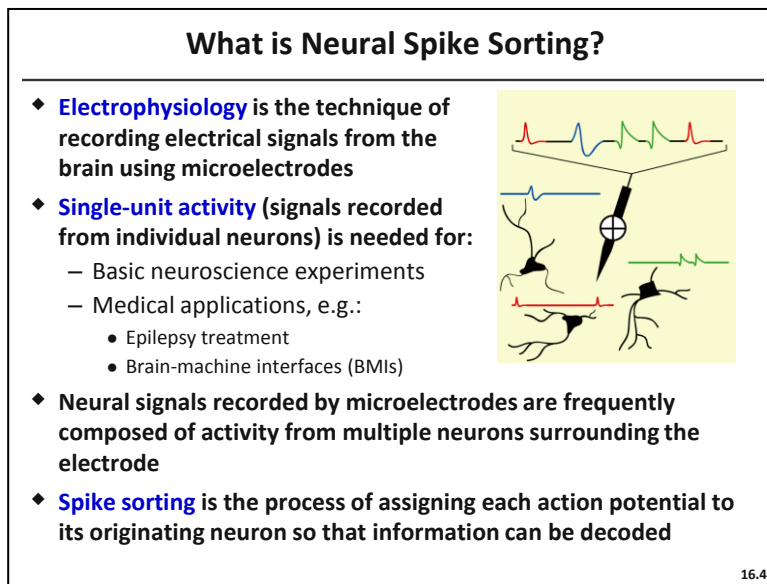 What is Neural Spike Sorting?
◆ Electrophysiology is the technique of
recording electrical signals from the
brain using microelectrodes
◆ Single-unit activity (signals recorded
from individual neurons) is needed for:
– Basic neuroscience experiments
– Medical applications, e.g.:
● Epilepsy treatment
● Brain-machine interfaces (BMIs)
◆ Neural signals recorded by microelectrodes are frequently
composed of activity from multiple neurons surrounding the
electrode
◆ Spike sorting is the process of assigning each action potential to
its originating neuron so that information can be decoded
16.4